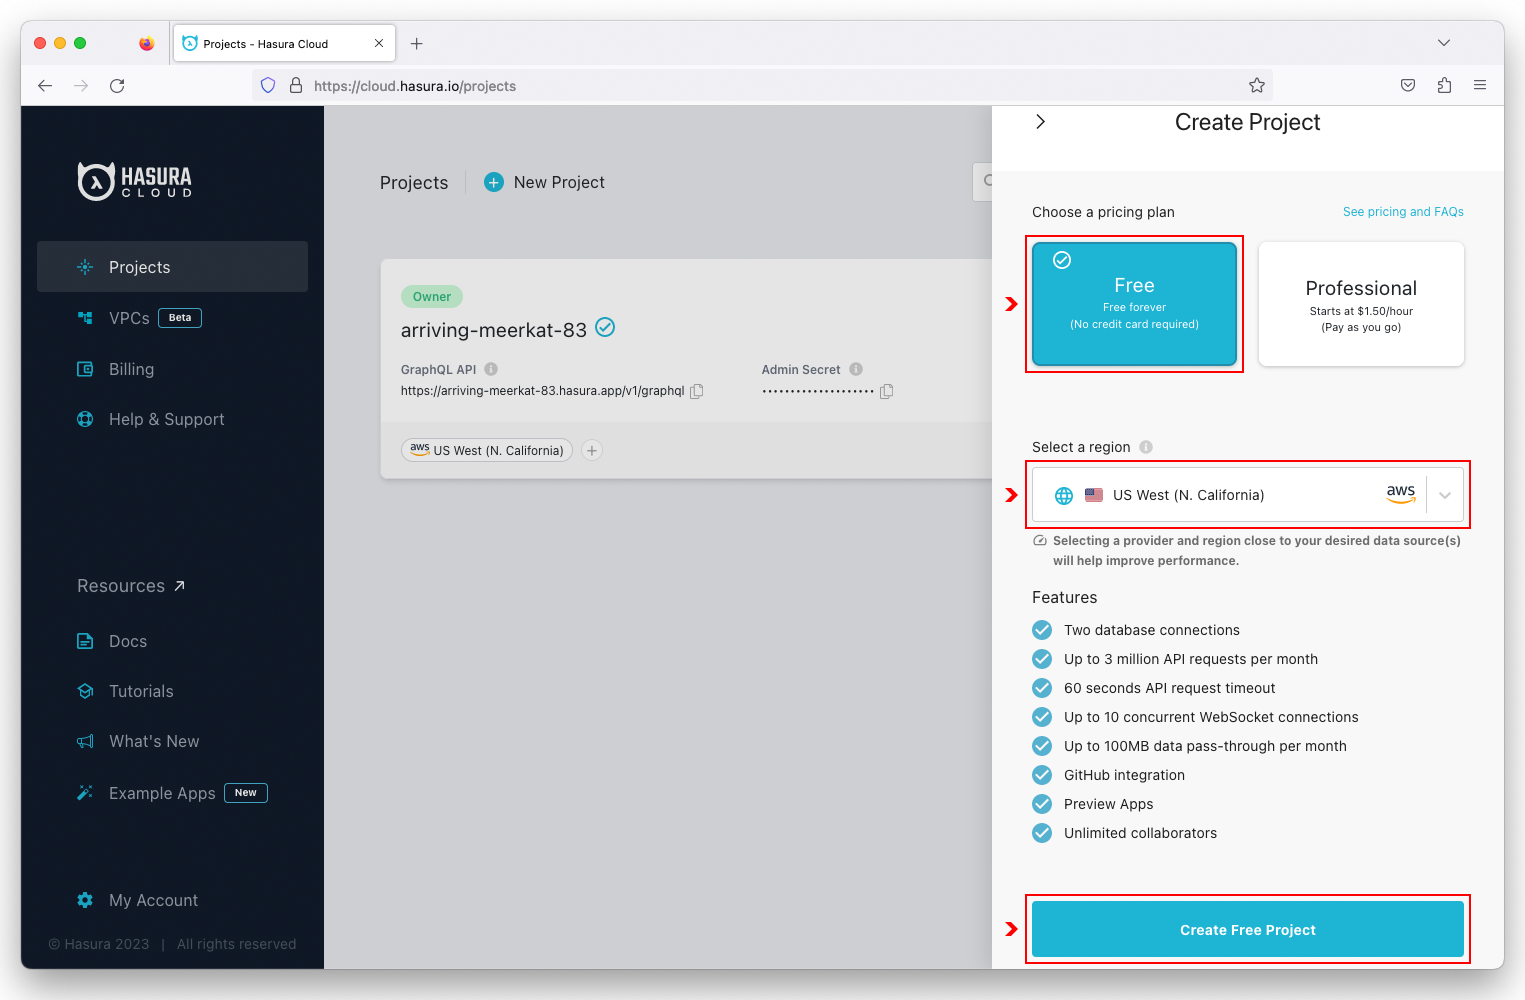 Projects - Hasura Cloud
https://cloud.hasura.io/projects
HASURA
CLOUD
Projects
VPCs Beta
Billing
Help & Support
Resources
Docs
Tutorials
What's New
Example Apps New
My Account
© Hasura 2023 | All rights reserved
Projects
New Project
Owner
arriving-meerkat-83
GraphQL API
https://arriving-meerkat-83.hasura.app/v1/graphql
Admin Secret
••••••••••••••••••••
aws US West (N. California)
Create Project
Choose a pricing plan
See pricing and FAQs
Free
Free forever
(No credit card required)
Professional
Starts at $1.50/hour
(Pay as you go)
Select a region
US West (N. California) aws
Selecting a provider and region close to your desired data source(s)
will help improve performance.
Features
Two database connections
Up to 3 million API requests per month
60 seconds API request timeout
Up to 10 concurrent WebSocket connections
Up to 100MB data pass-through per month
GitHub integration
Preview Apps
Unlimited collaborators
Create Free Project